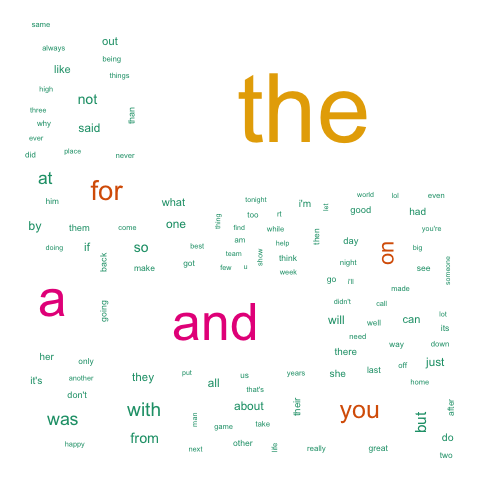 same
always
out
being
like
things
the
high
not
three
than
why
said
ever
did
place
never
at
for
him
what
tonight
i'm
let
world
lol
even
by
them
come
one
thing
too
rt
good
had
find
while
then
you're
doing
if
back
so
best
am
show
help
day
on
big
team
make
got
few
u
think
week
night
see
someone
go
i'll
made
a
going
and
didn't
call
will
well
can
lot
its
need
there
way
down
her
only
they
put
us
years
she
last
off
just
it's
another
all
that's
home
don't
was
with
man
about
their
you
but
after
game
take
happy
from
next
other
life
really
great
do
two